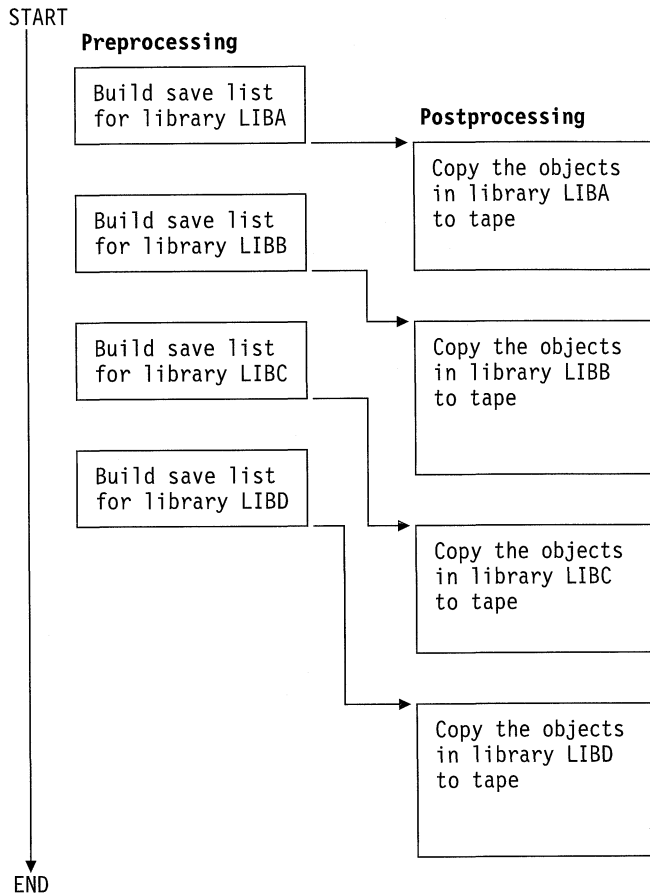 START
Preprocessing
Build save list
for library LIBA
Postprocessing
Copy the objects
in library LIBA
to tape
Build save list
for library LIBB
Copy the objects
in library LIBB
to tape
Build save list
for library LIBC
Build save list
for library LIBD
Copy the objects
in library LIBC
to tape
Copy the objects
in library LIBD
to tape
END